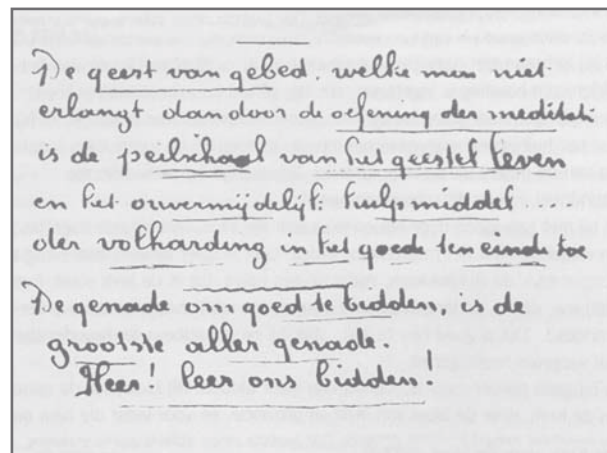 De geest van gebed, welke men niet
erlangt dan door de oefening der meditati
is de peilschaal van het geestel. leven
en het onvermijdelijk hulpmiddel
der volharding in het goed ten einde toe
De genade om goed te bidden, is de
grootste aller genade.
Heer! leer ons bidden!